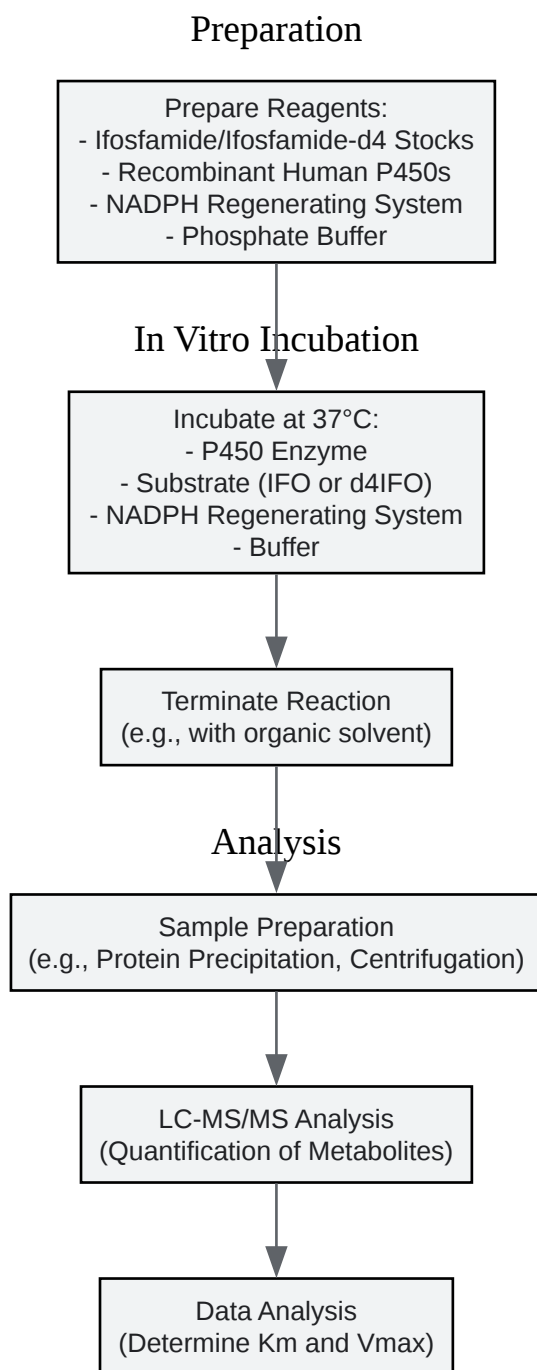 Preparation
Prepare Reagents:
- Ifosfamide/Ifosfamide-d4 Stocks
- Recombinant Human P450s
- NADPH Regenerating System
- Phosphate Buffer
In Vitro Incubation
Incubate at 37°C:
- P450 Enzyme
- Substrate (IFO or d4IFO)
- NADPH Regenerating System
- Buffer
Terminate Reaction
(e.g., with organic solvent)
Analysis
Sample Preparation
(e.g., Protein Precipitation, Centrifugation)
LC-MS/MS Analysis
(Quantification of Metabolites)
Data Analysis
(Determine Km and Vmax)